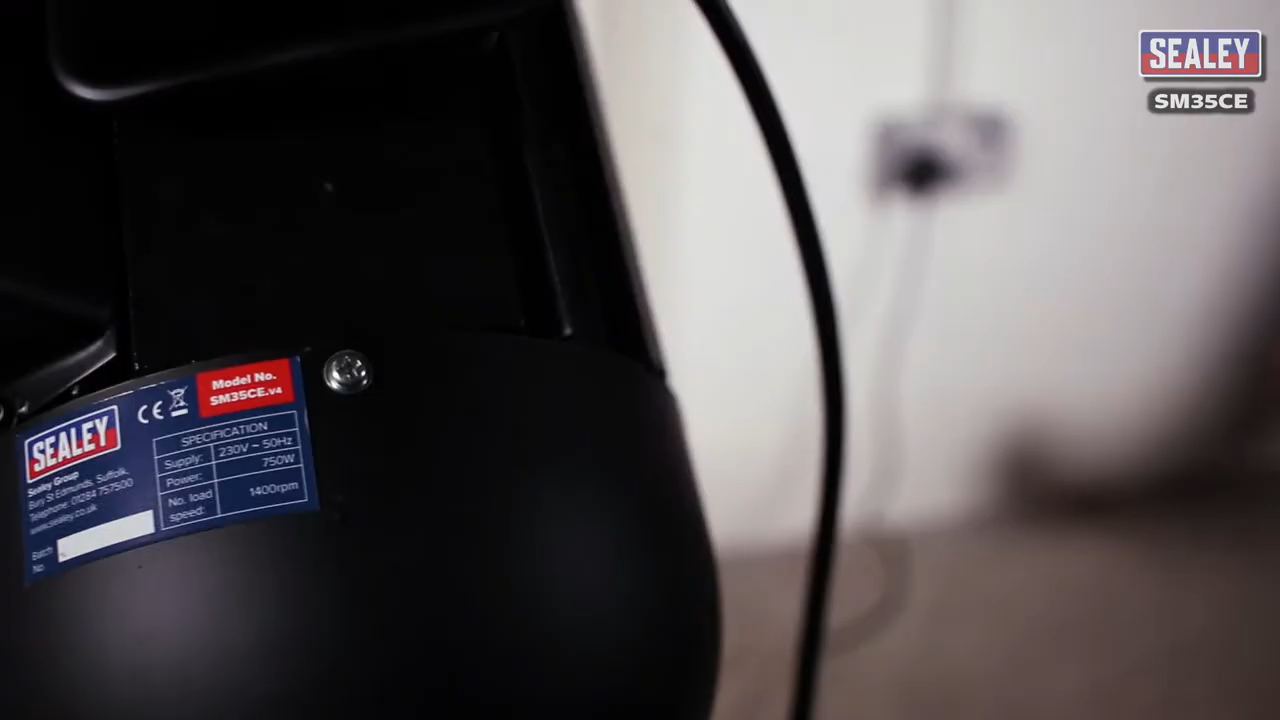 SEALEY
SM35CE
Model No.
SM35CE.V4
CE
SEALEY
Sealey Group
Bury St Edmunds, Suffolk,
Telephone: 01284 757500
www.sealey.co.uk
Batch
No.
SPECIFICATION
Supply: 230V ~ 50Hz
Power: 750W
No. load
speed: 1400rpm